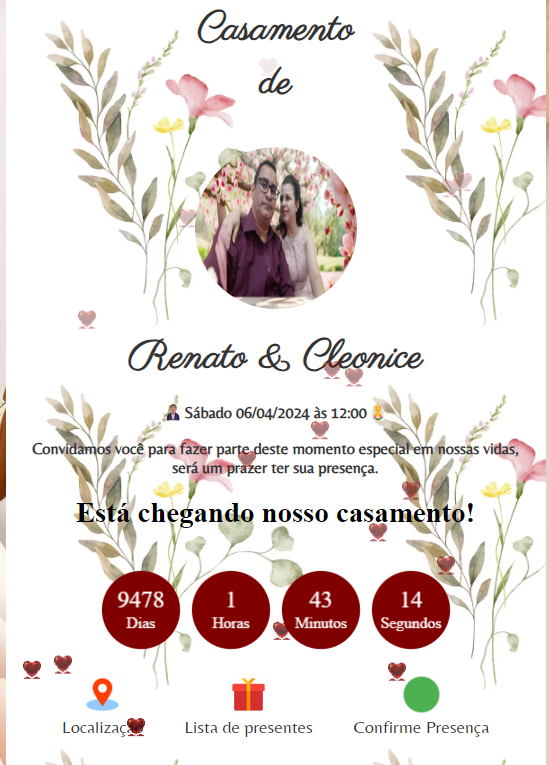 Casamento
de
Renato & Cleonice
Sábado 06/04/2024 às 12:00
Convidamos você para fazer parte deste momento especial em nossas vidas,
será um prazer ter sua presença.
Está chegando nosso casamento!
9478 1 43 14
Dias Horas Minutos Segundos
Localização Lista de presentes Confirme Presença